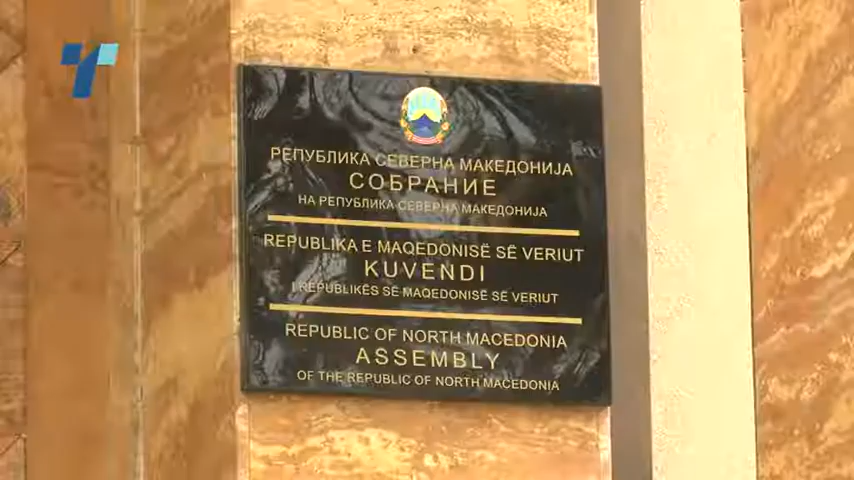 РЕПУБЛИКА СЕВЕРНА МАКЕДОНИЈА
СОБРАНИЕ
НА РЕПУБЛИКА СЕВЕРНА МАКЕДОНИЈА
REPUBLIKA E MAQEDONISË SË VERIUT
KUVENDI
I REPUBLIKËS SË MAQEDONISË SË VERIUT
REPUBLIC OF NORTH MACEDONIA
ASSEMBLY
OF THE REPUBLIC OF NORTH MACEDONIA